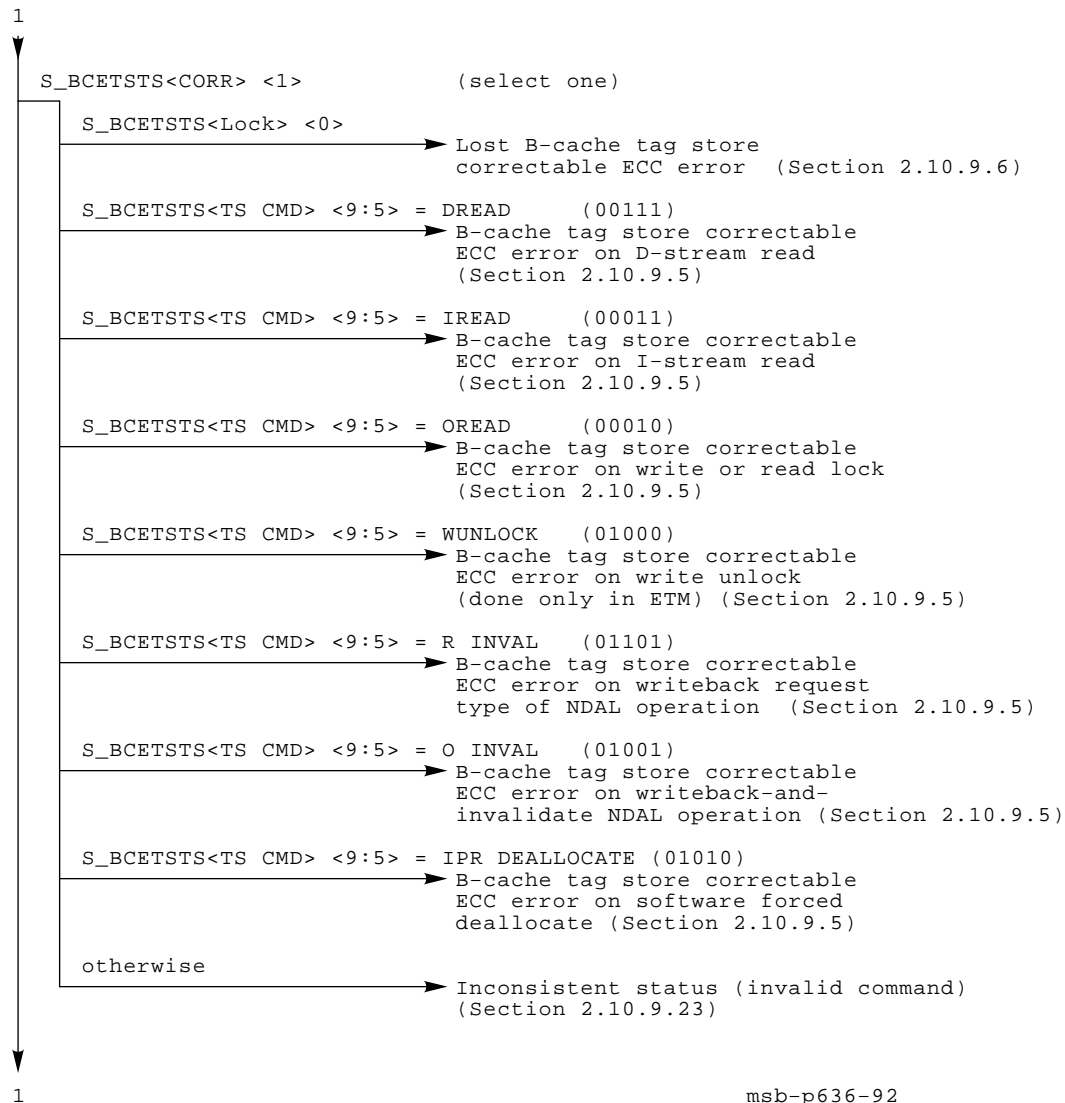 1
S_BCETSTS<CORR> <1> (select one)
S_BCETSTS<Lock> <0>
Lost B-cache tag store
correctable ECC error (Section 2.10.9.6)
S_BCETSTS<TS CMD> <9:5> = DREAD (00111)
B-cache tag store correctable
ECC error on D-stream read
(Section 2.10.9.5)
S_BCETSTS<TS CMD> <9:5> = IREAD (00011)
B-cache tag store correctable
ECC error on I-stream read
(Section 2.10.9.5)
S_BCETSTS<TS CMD> <9:5> = OREAD (00010)
B-cache tag store correctable
ECC error on write or read lock
(Section 2.10.9.5)
S_BCETSTS<TS CMD> <9:5> = WUNLOCK (01000)
B-cache tag store correctable
ECC error on write unlock
(done only in ETM) (Section 2.10.9.5)
S_BCETSTS<TS CMD> <9:5> = R INVAL (01101)
B-cache tag store correctable
ECC error on writeback request
type of NDAL operation (Section 2.10.9.5)
S_BCETSTS<TS CMD> <9:5> = O INVAL (01001)
B-cache tag store correctable
ECC error on writeback-and-
invalidate NDAL operation (Section 2.10.9.5)
S_BCETSTS<TS CMD> <9:5> = IPR DEALLOCATE (01010)
B-cache tag store correctable
ECC error on software forced
deallocate (Section 2.10.9.5)
otherwise
Inconsistent status (invalid command)
(Section 2.10.9.23)
1
msb-p636-92